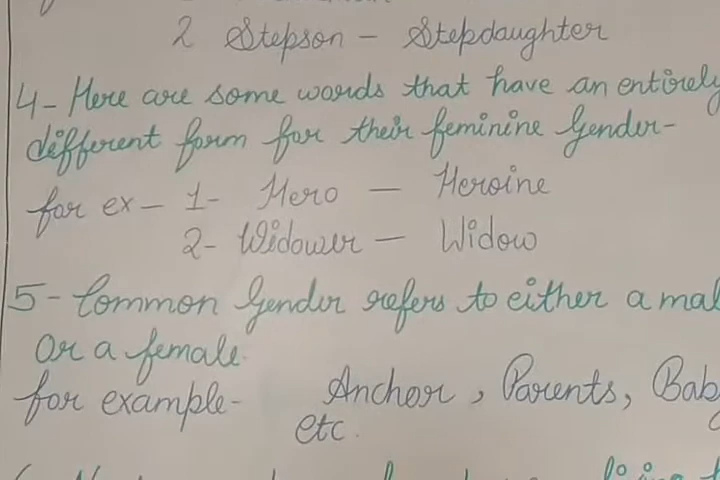 2 Stepson - Stepdaughter
4- Here are some words that have an entirely
different form for their feminine Gender-
for ex- 1- Hero - Heroine
2- Widower - Widow
5- Common Gender refers to either a mal
or a female.
for example- Anchor, Parents, Bab
etc.